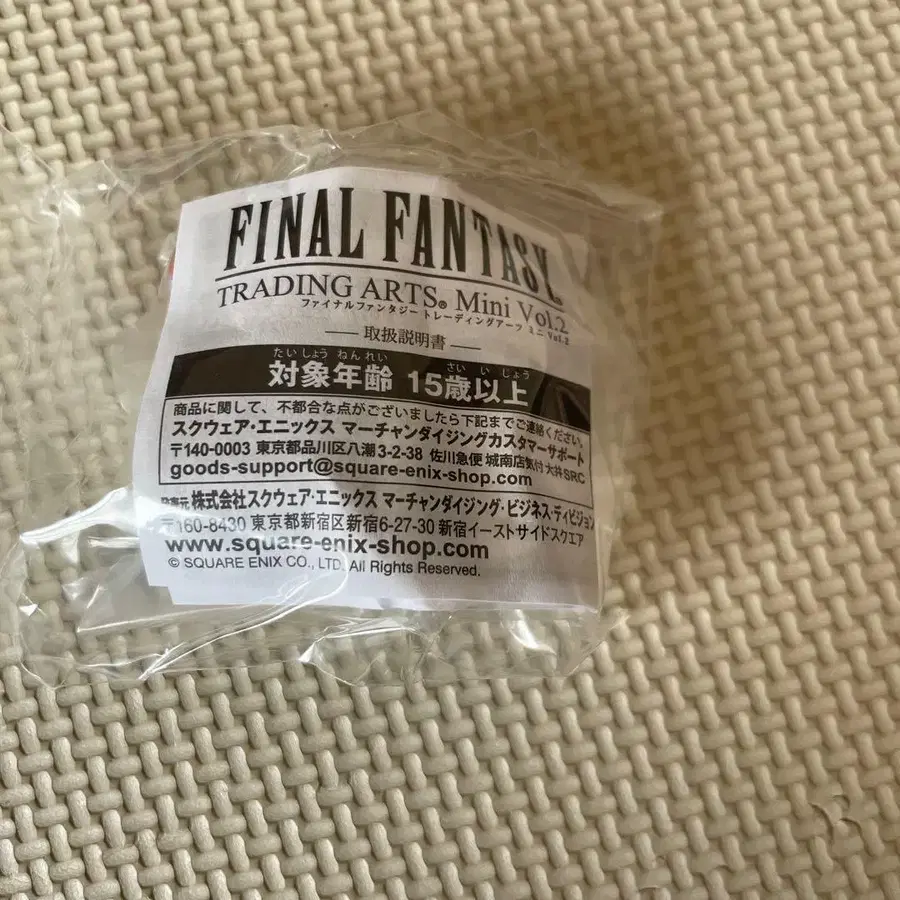 FINAL FANTASY
TRADING ARTS® Mini Vol.2
ファイナルファンタジー トレーディングアーツ ミニ Vol.2
取扱説明書
たいしょう ねんれい さい いじょう
対象年齢 15歳以上
商品に関して、不都合な点がございましたら下記までご連絡ください。
スクウェア・エニックス マーチャンダイジングカスタマーサポート
〒140-0003 東京都品川区八潮3-2-38 佐川急便 城南店気付 大井SRC
goods-support@square-enix-shop.com
発売元 株式会社スクウェア・エニックス マーチャンダイジング・ビジネス・ディビジョン
〒160-8430 東京都新宿区新宿6-27-30 新宿イーストサイドスクエア
www.square-enix-shop.com
© SQUARE ENIX CO., LTD. All Rights Reserved.